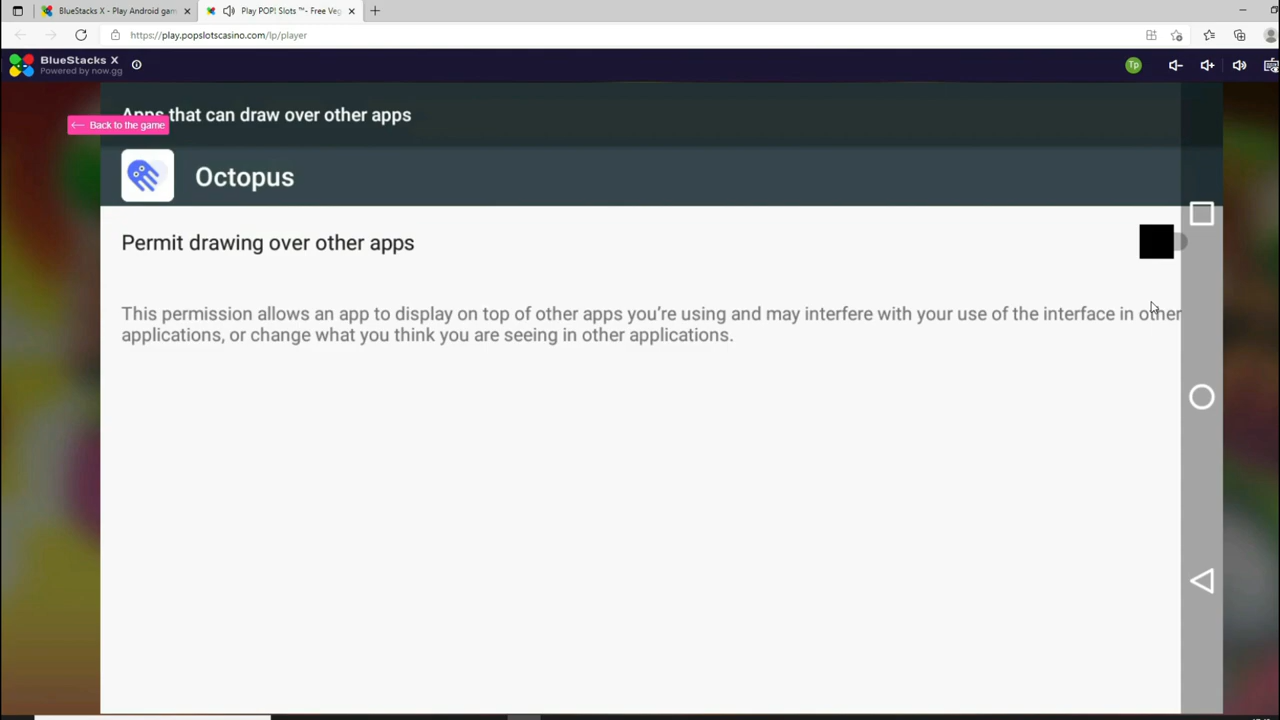 BlueStacks X - Play Android gam
Play POP! Slots ™- Free Veg
https://play.popslotscasino.com/lp/player
BlueStacks X
Powered by now.gg
Tp
Apps that can draw over other apps
Back to the game
Octopus
Permit drawing over other apps
This permission allows an app to display on top of other apps you're using and may interfere with your use of the interface in other
applications, or change what you think you are seeing in other applications.